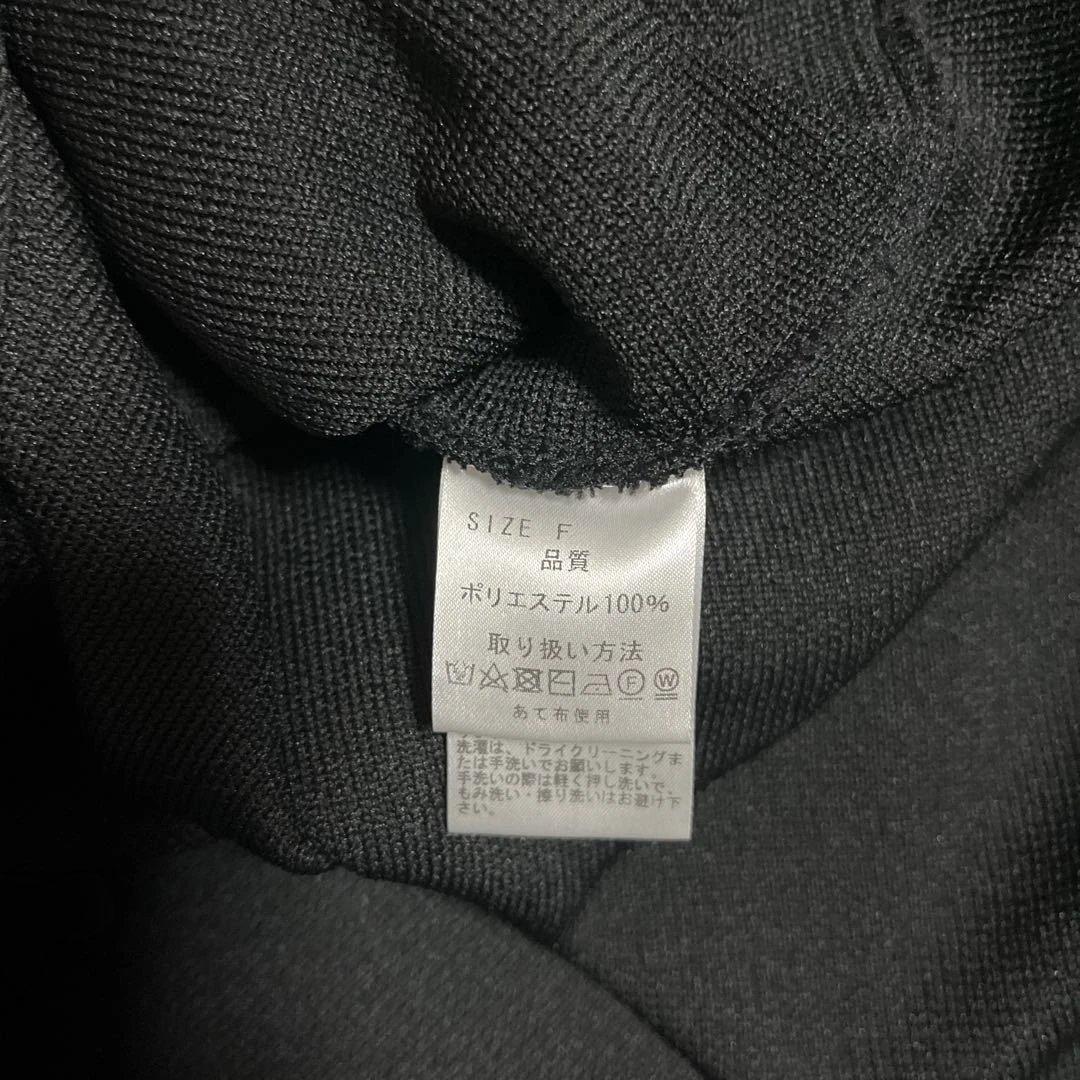 SIZE F
品質
ポリエステル100%
取り扱い方法
F W
あて布使用
洗濯は、ドライクリーニングま
たは手洗いでお願いします。
手洗いの際は軽く押し洗いで、
もみ洗い・擦り洗いはお避け下
さい。